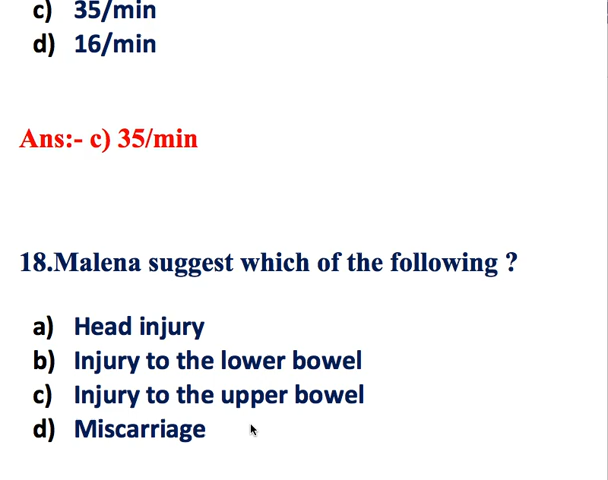 c) 35/min
d) 16/min
Ans:- c) 35/min
18.Malena suggest which of the following ?
a) Head injury
b) Injury to the lower bowel
c) Injury to the upper bowel
d) Miscarriage